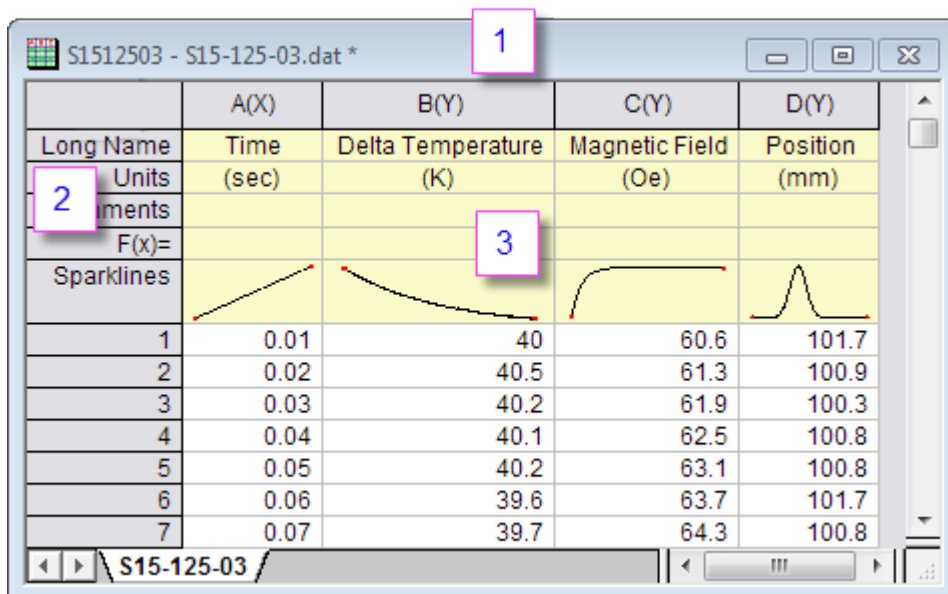 1
S1512503 - S15-125-03.dat *
A(X) B(Y) C(Y) D(Y)
Long Name Time Delta Temperature Magnetic Field Position
Units (sec) (K) (Oe) (mm)
2
mments
F(x)=
3
Sparklines
1 0.01 40 60.6 101.7
2 0.02 40.5 61.3 100.9
3 0.03 40.2 61.9 100.3
4 0.04 40.1 62.5 100.8
5 0.05 40.2 63.1 100.8
6 0.06 39.6 63.7 101.7
7 0.07 39.7 64.3 100.8
S15-125-03